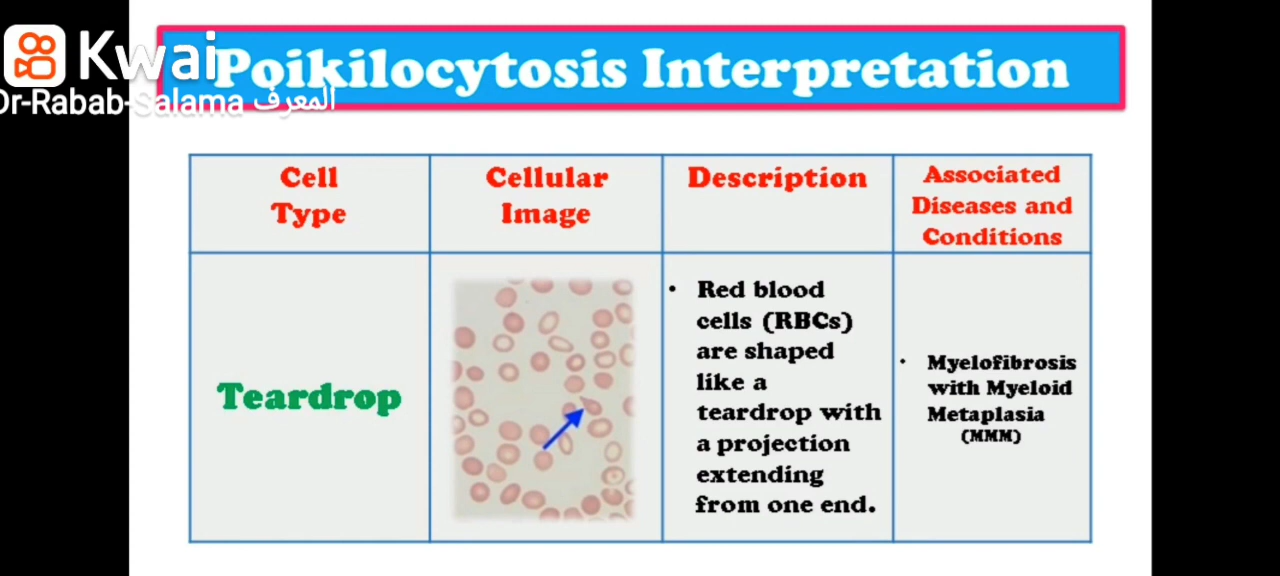 Kwai
Poikilocytosis Interpretation
Dr-Rabab-Salama المعرف
Cell
Type
Cellular
Image
Description
Associated
Diseases and
Conditions
Teardrop
• Red blood
cells (RBCs)
are shaped
like a
teardrop with
a projection
extending
from one end.
• Myelofibrosis
with Myeloid
Metaplasia
(MMM)